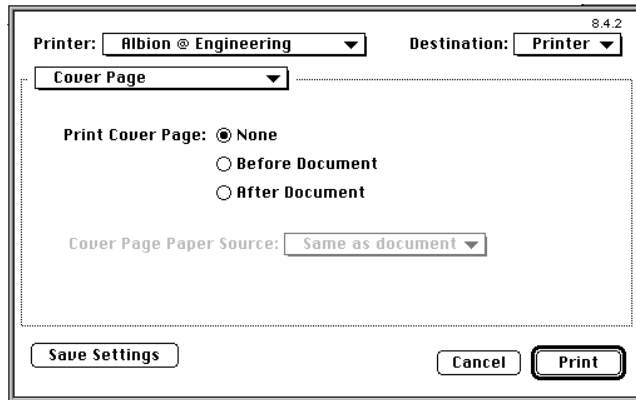 8.4.2
Printer: Albion @ Engineering Destination: Printer
Cover Page
Print Cover Page: None
Before Document
After Document
Cover Page Paper Source: Same as document
Save Settings
Cancel Print